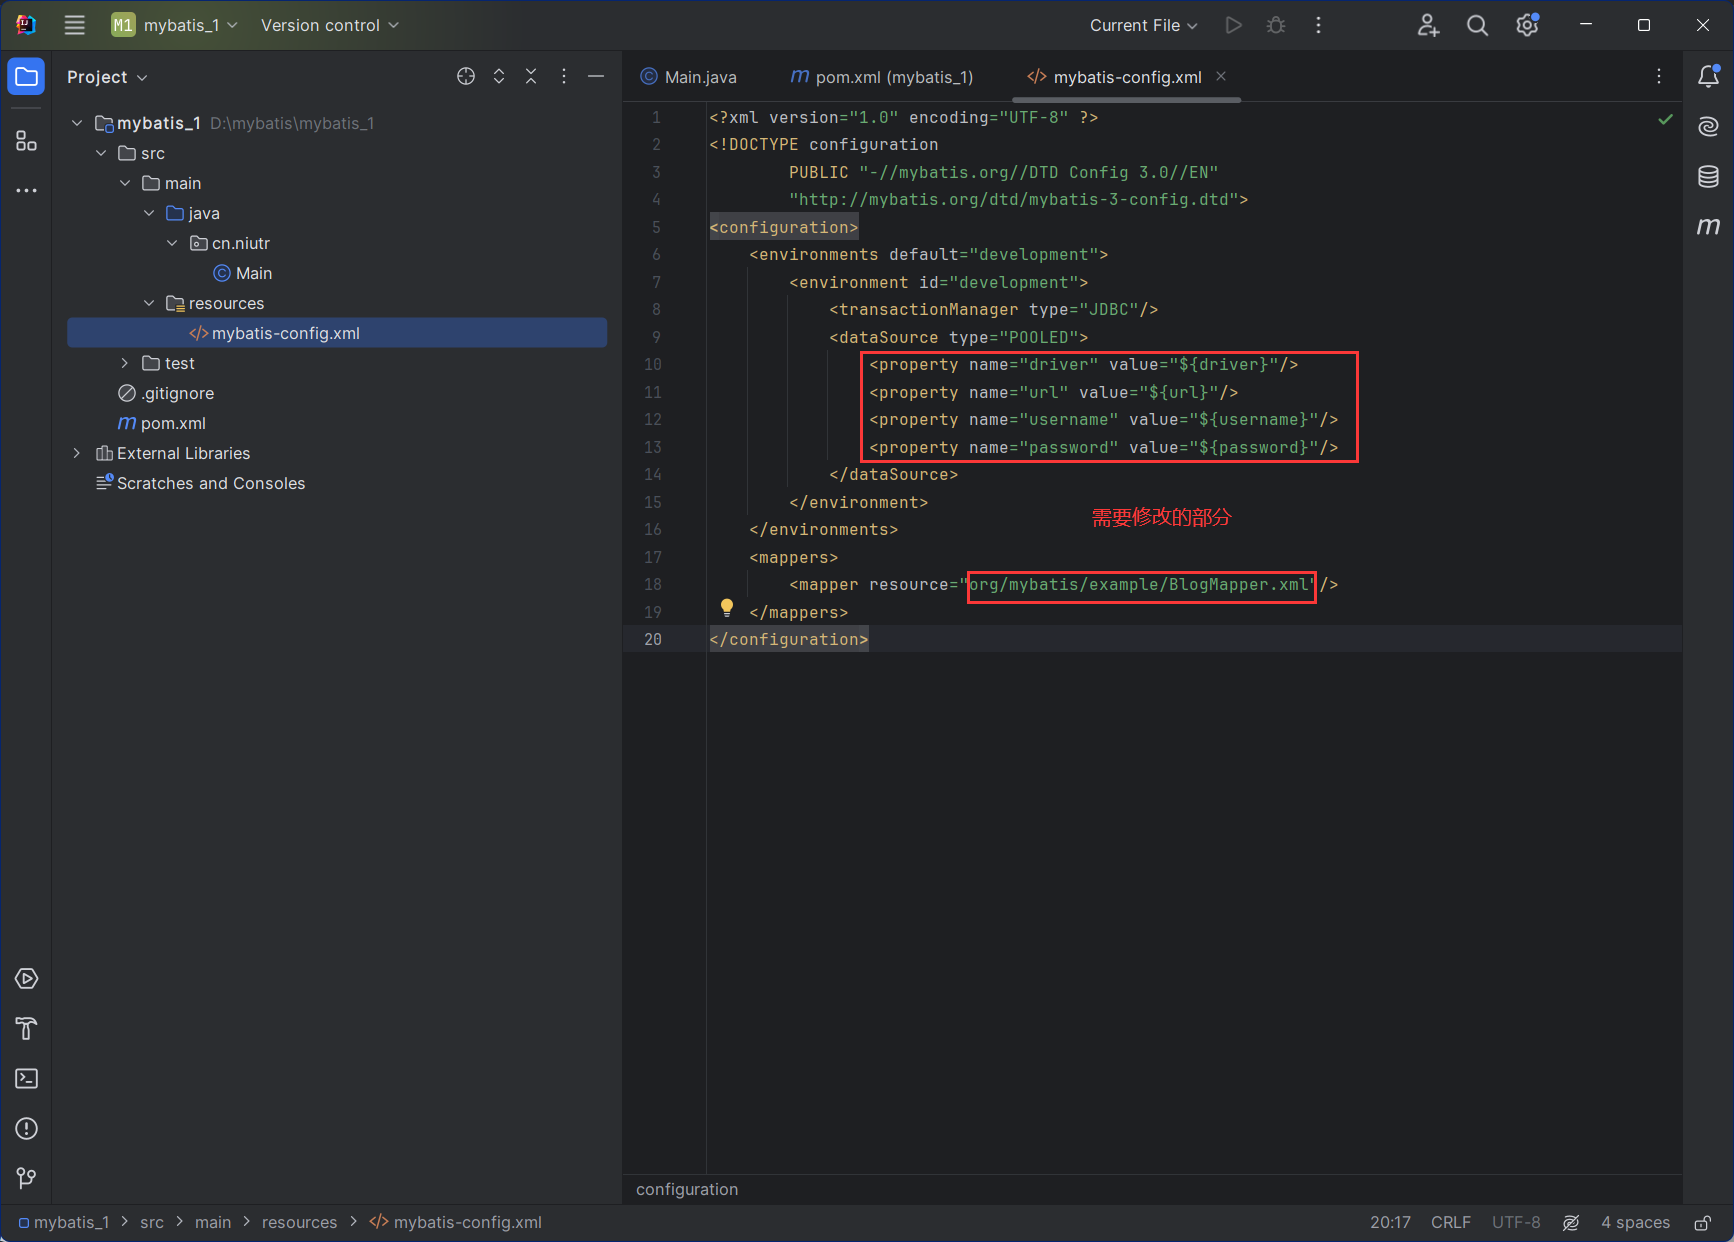 M1 mybatis_1 Version control Current File
Project
Main.java pom.xml (mybatis_1) mybatis-config.xml
mybatis_1 D:\mybatis\mybatis_1
src
main
java
cn.niutr
Main
resources
mybatis-config.xml
test
.gitignore
pom.xml
External Libraries
Scratches and Consoles
1 <?xml version="1.0" encoding="UTF-8" ?>
2 <!DOCTYPE configuration
3 PUBLIC "-//mybatis.org//DTD Config 3.0//EN"
4 "http://mybatis.org/dtd/mybatis-3-config.dtd">
5 <configuration>
6 <environments default="development">
7 <environment id="development">
8 <transactionManager type="JDBC"/>
9 <dataSource type="POOLED">
10 <property name="driver" value="${driver}"/>
11 <property name="url" value="${url}"/>
12 <property name="username" value="${username}"/>
13 <property name="password" value="${password}"/>
14 </dataSource>
15 </environment>
需要修改的部分
16 </environments>
17 <mappers>
18 <mapper resource="org/mybatis/example/BlogMapper.xml"/>
19 </mappers>
20 </configuration>
configuration
mybatis_1 src main resources mybatis-config.xml 20:17 CRLF UTF-8 4 spaces